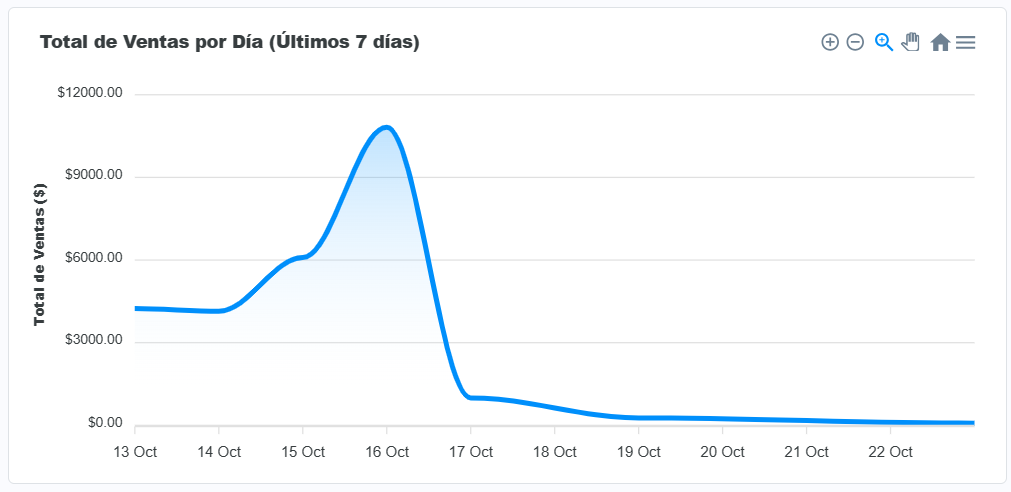 Total de Ventas por Día (Últimos 7 días)
$12000.00
$9000.00
$6000.00
$3000.00
$0.00
Total de Ventas ($)
13 Oct 14 Oct 15 Oct 16 Oct 17 Oct 18 Oct 19 Oct 20 Oct 21 Oct 22 Oct